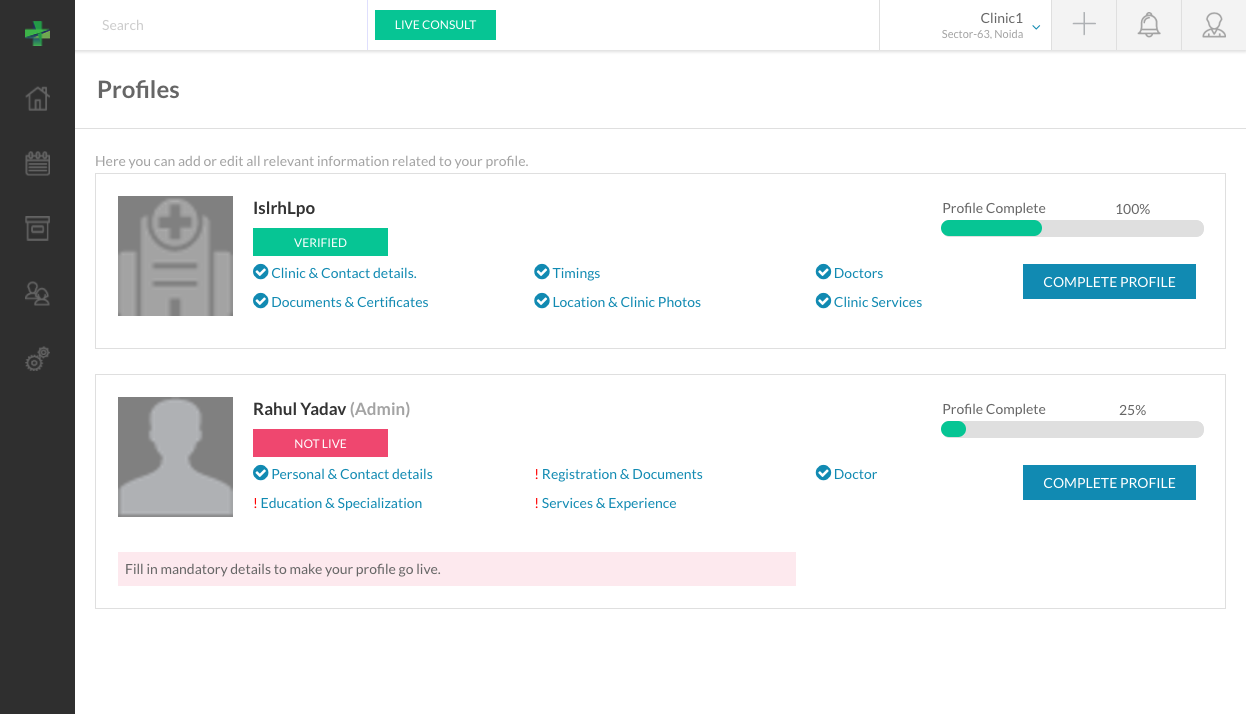 Search
LIVE CONSULT
Clinic1
Sector-63, Noida
Profiles
Here you can add or edit all relevant information related to your profile.
IslrhLpo
VERIFIED
Clinic & Contact details.
Timings
Doctors
Documents & Certificates
Location & Clinic Photos
Clinic Services
Profile Complete 100%
COMPLETE PROFILE
Rahul Yadav (Admin)
NOT LIVE
Personal & Contact details
! Registration & Documents
Doctor
! Education & Specialization
! Services & Experience
Profile Complete 25%
COMPLETE PROFILE
Fill in mandatory details to make your profile go live.